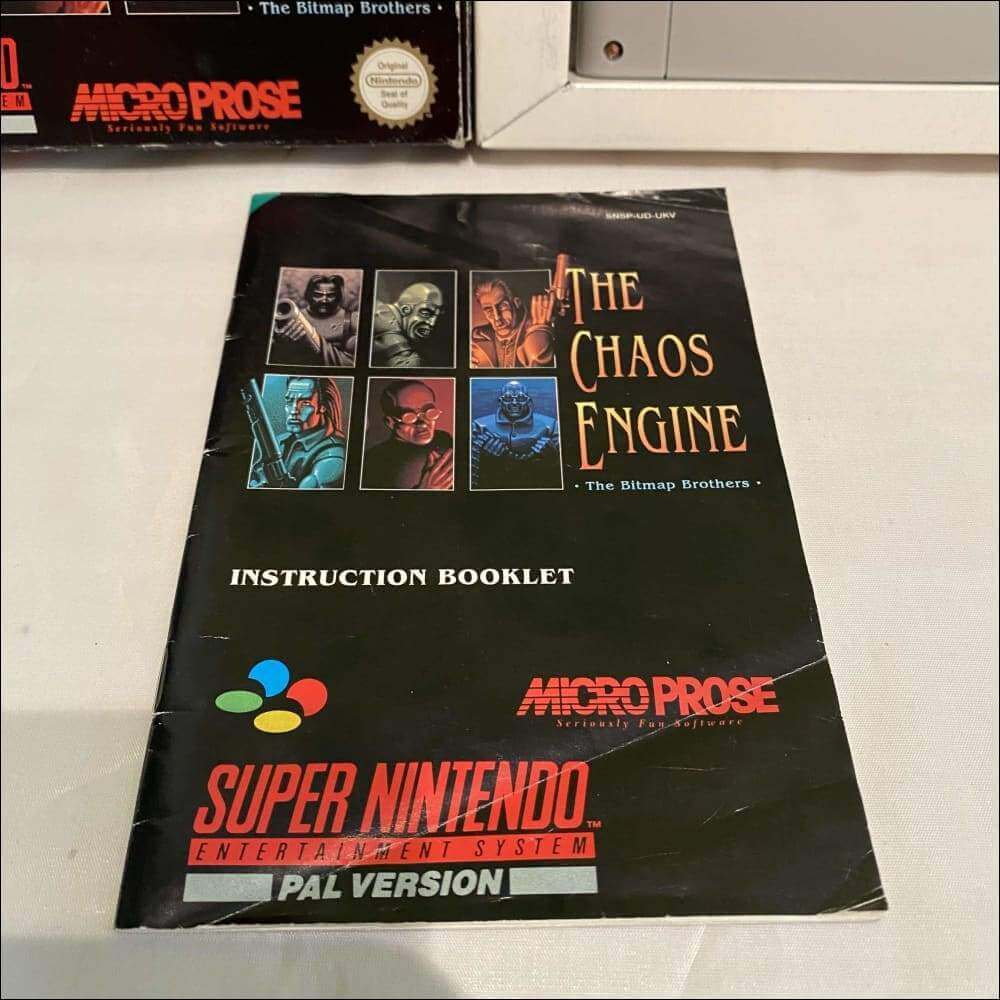 · The Bitmap Brothers ·
MICROPROSE
Seriously Fun Software
Original
Nintendo
Seal of
Quality
SNSP-UD-UKV
THE
CHAOS
ENGINE
· The Bitmap Brothers ·
INSTRUCTION BOOKLET
MICROPROSE
Seriously Fun Software
SUPER NINTENDO™
ENTERTAINMENT SYSTEM
PAL VERSION